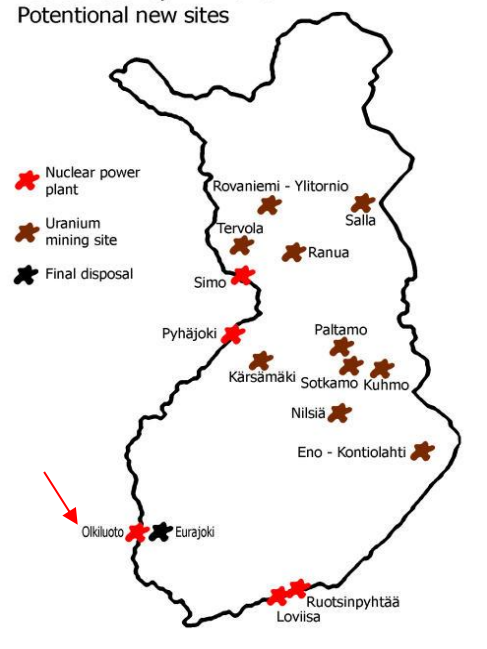 Potentional new sites
Nuclear power
plant
Uranium
mining site
Final disposal
Rovaniemi - Ylitornio
Salla
Tervola
Ranua
Simo
Pyhäjoki
Paltamo
Kärsämäki
Sotkamo
Kuhmo
Nilsiä
Eno - Kontiolahti
Olkiluoto
Eurajoki
Ruotsinpyhtää
Loviisa